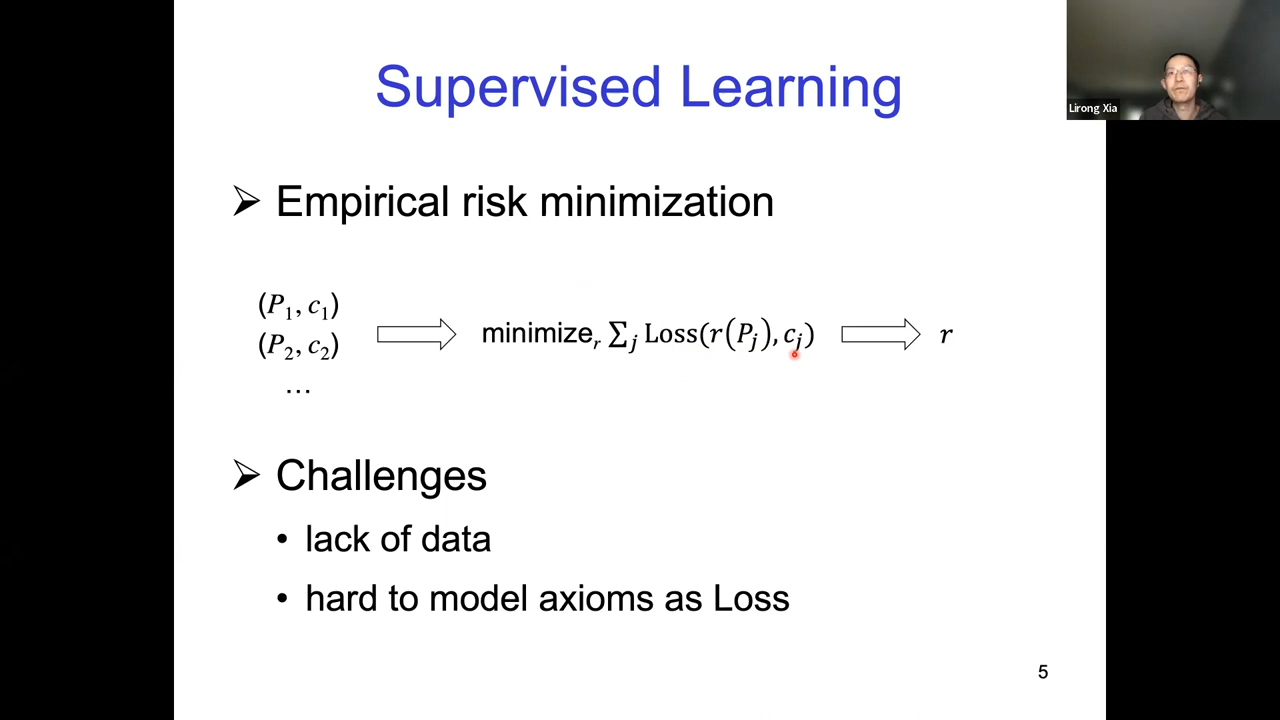 Supervised Learning
Lirong Xia
➢ Empirical risk minimization
(P₁, c₁)
(P₂, c₂)
…
minimizeᵣ ∑ⱼ Loss(r(Pⱼ), cⱼ)
r
➢ Challenges
• lack of data
• hard to model axioms as Loss
5